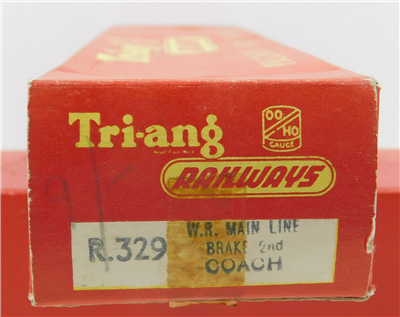 Tri-ang
OO
HO
GAUGE
RAILWAYS
R.329
W.R. MAIN LINE
BRAKE 2nd
COACH